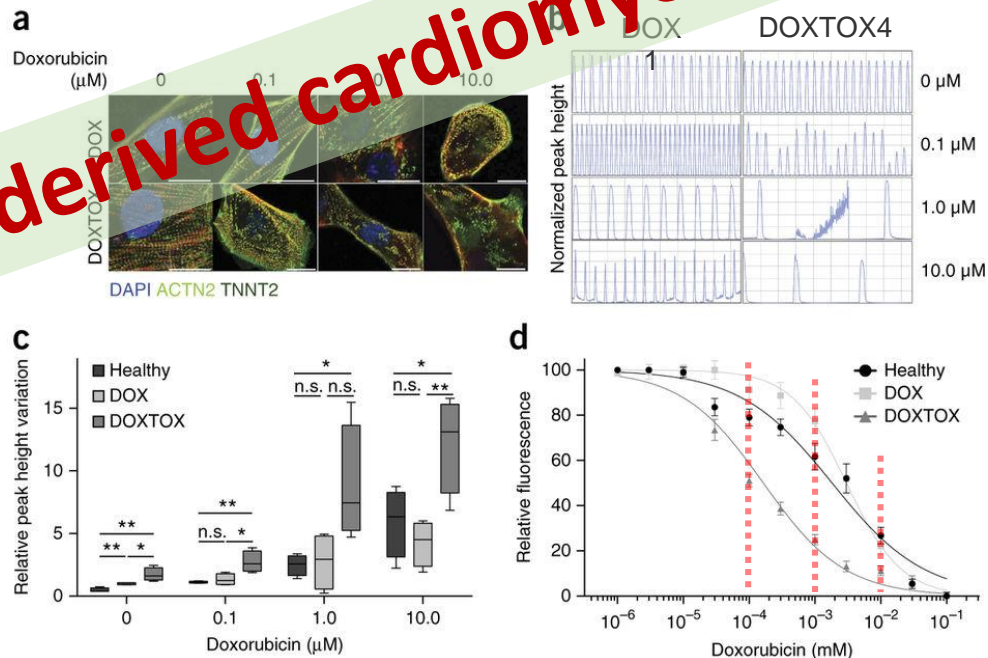 derived cardiomy
a
Doxorubicin
(μM)
0
0.1
10.0
DOX
DOXTOX
DAPI ACTN2 TNNT2
b
DOX
1
DOXTOX4
Normalized peak height
0 μM
0.1 μM
1.0 μM
10.0 μM
c
Relative peak height variation
Healthy
DOX
DOXTOX
15
10
5
0
** ** *
** n.s. *
* n.s. n.s.
* n.s. **
0 0.1 1.0 10.0
Doxorubicin (μM)
d
Relative fluorescence
Healthy
DOX
DOXTOX
100
80
60
40
20
0
10⁻⁶ 10⁻⁵ 10⁻⁴ 10⁻³ 10⁻² 10⁻¹
Doxorubicin (mM)